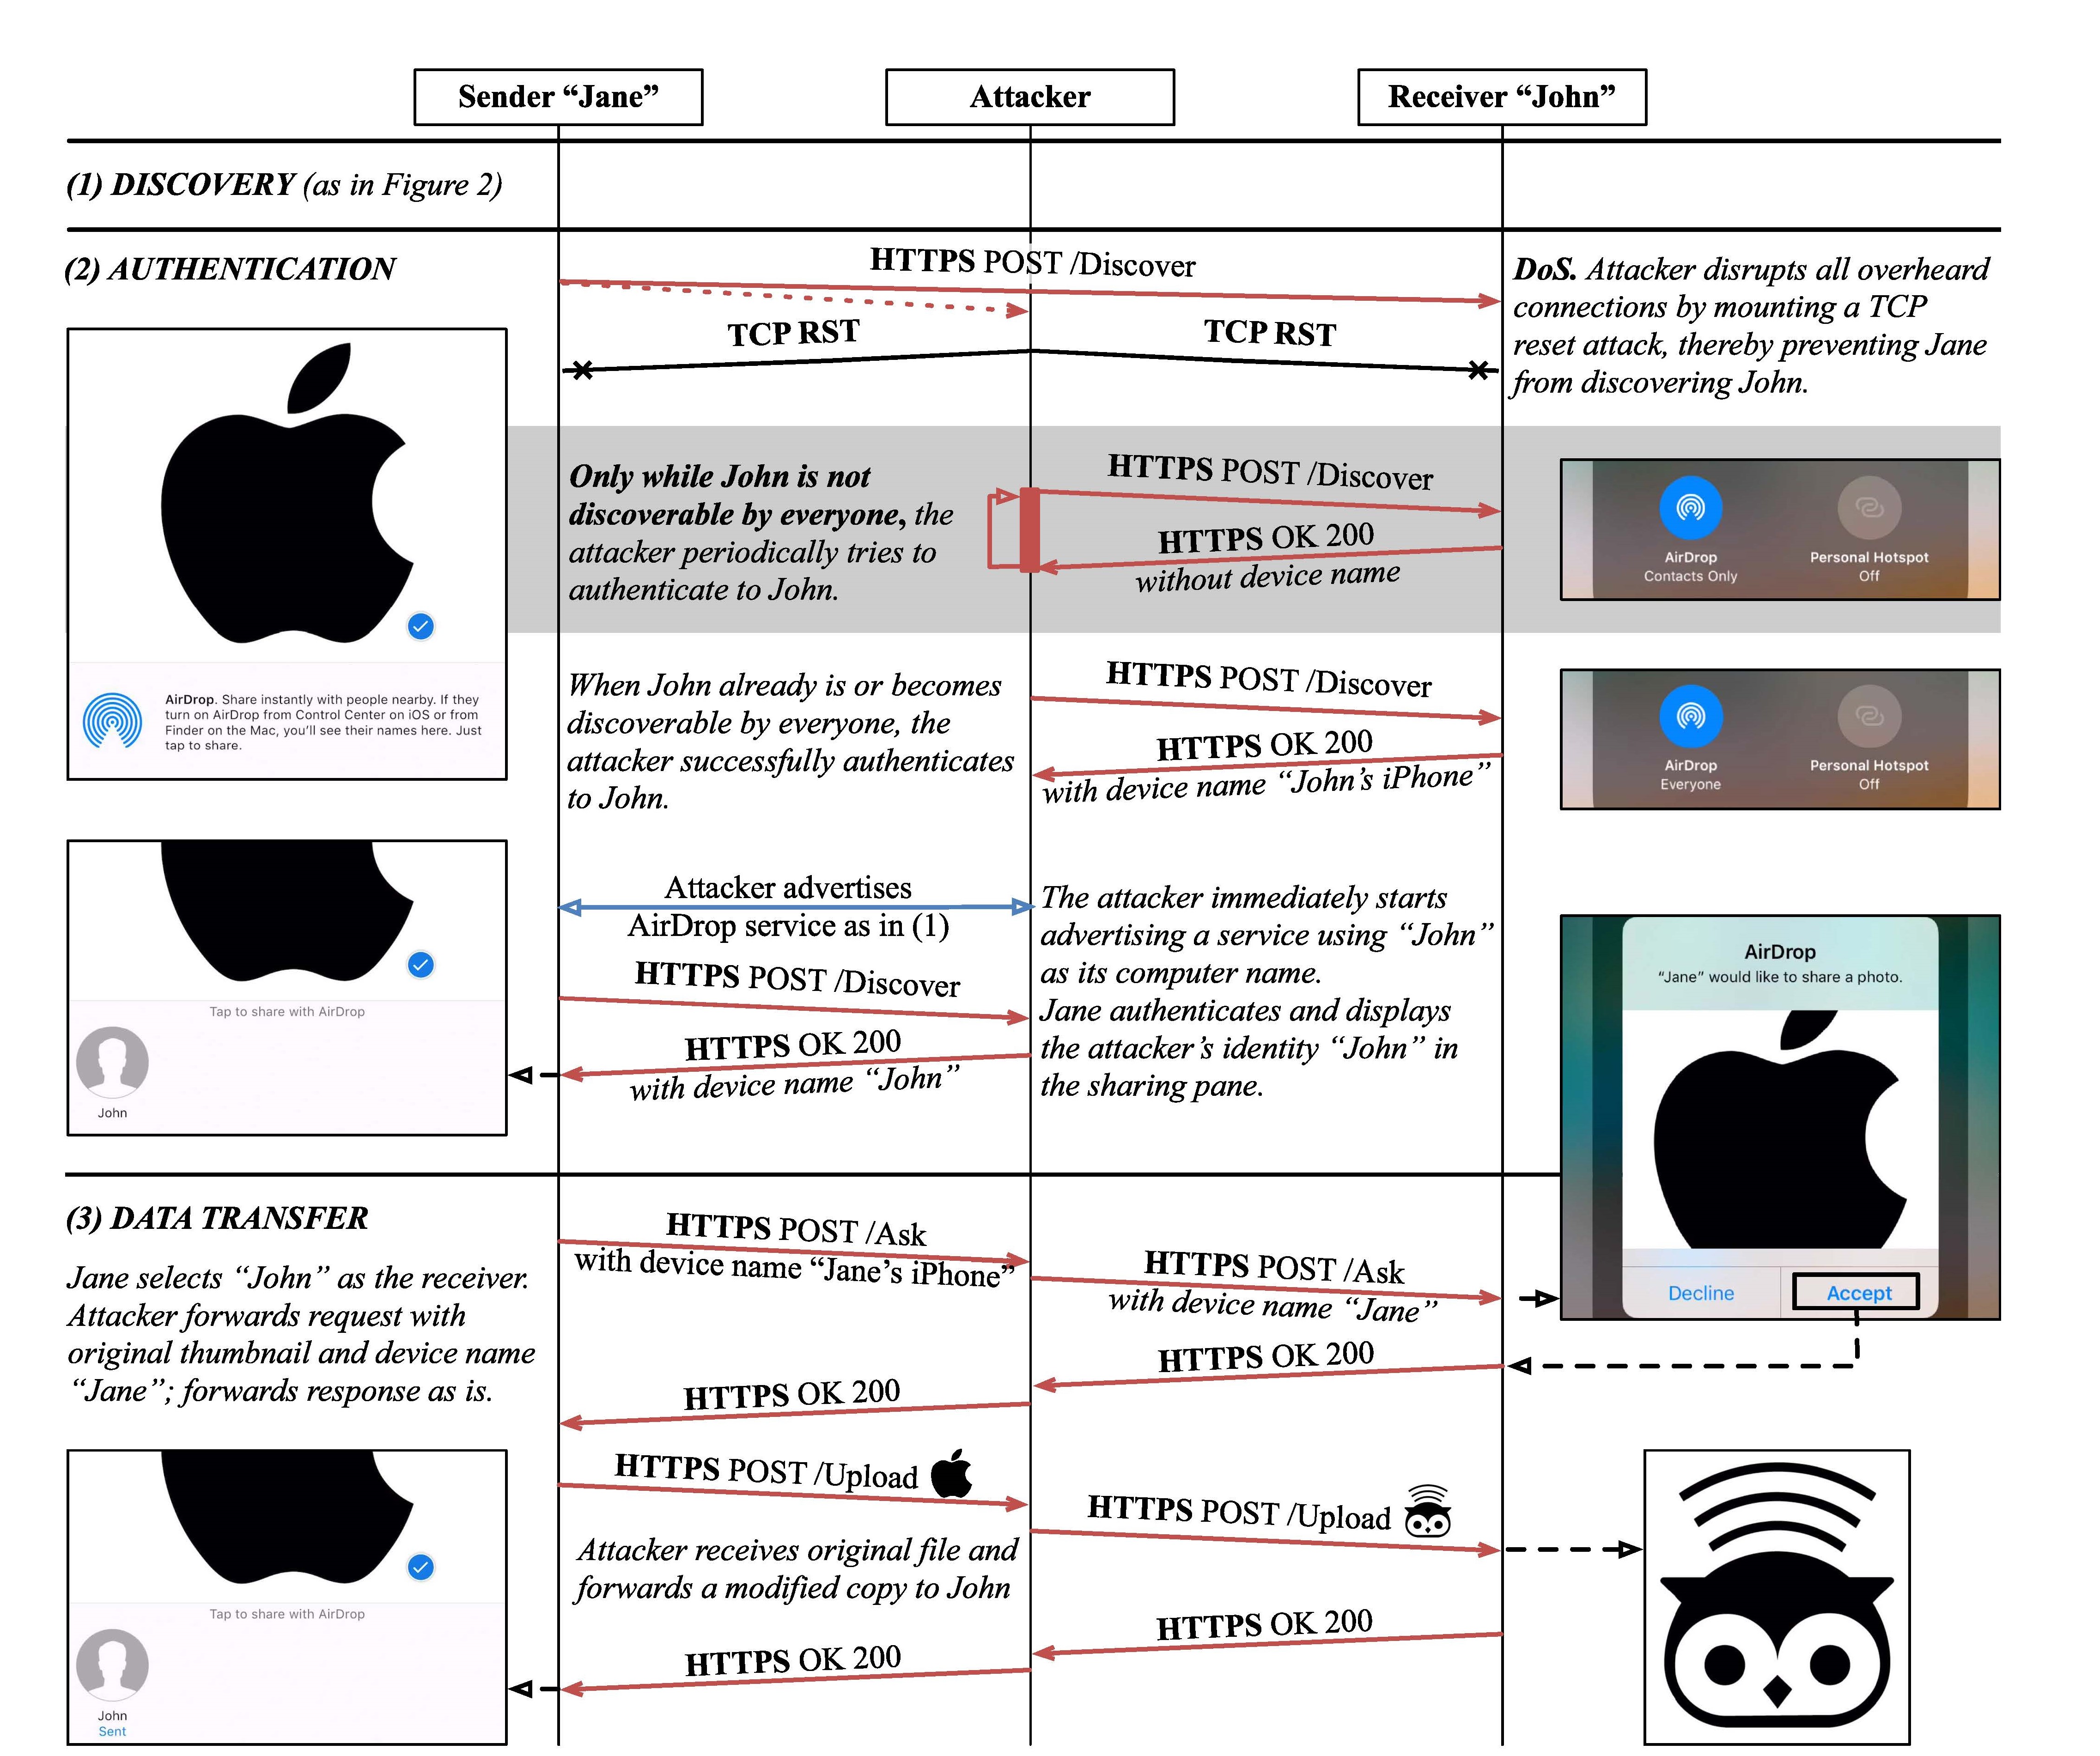 Sender “Jane”
Attacker
Receiver “John”
(1) DISCOVERY (as in Figure 2)
(2) AUTHENTICATION
HTTPS POST /Discover
TCP RST
TCP RST
DoS. Attacker disrupts all overheard
connections by mounting a TCP
reset attack, thereby preventing Jane
from discovering John.
AirDrop. Share instantly with people nearby. If they
turn on AirDrop from Control Center on iOS or from
Finder on the Mac, you’ll see their names here. Just
tap to share.
Only while John is not
discoverable by everyone, the
attacker periodically tries to
authenticate to John.
HTTPS POST /Discover
HTTPS OK 200
without device name
AirDrop
Contacts Only
Personal Hotspot
Off
When John already is or becomes
discoverable by everyone, the
attacker successfully authenticates
to John.
HTTPS POST /Discover
HTTPS OK 200
with device name “John’s iPhone”
AirDrop
Everyone
Personal Hotspot
Off
Attacker advertises
AirDrop service as in (1)
The attacker immediately starts
advertising a service using “John”
as its computer name.
Jane authenticates and displays
the attacker’s identity “John” in
the sharing pane.
HTTPS POST /Discover
HTTPS OK 200
with device name “John”
Tap to share with AirDrop
John
AirDrop
“Jane” would like to share a photo.
Decline
Accept
(3) DATA TRANSFER
Jane selects “John” as the receiver.
Attacker forwards request with
original thumbnail and device name
“Jane”; forwards response as is.
HTTPS POST /Ask
with device name “Jane’s iPhone”
HTTPS POST /Ask
with device name “Jane”
HTTPS OK 200
HTTPS OK 200
HTTPS POST /Upload
HTTPS POST /Upload
Attacker receives original file and
forwards a modified copy to John
HTTPS OK 200
HTTPS OK 200
Tap to share with AirDrop
John
Sent